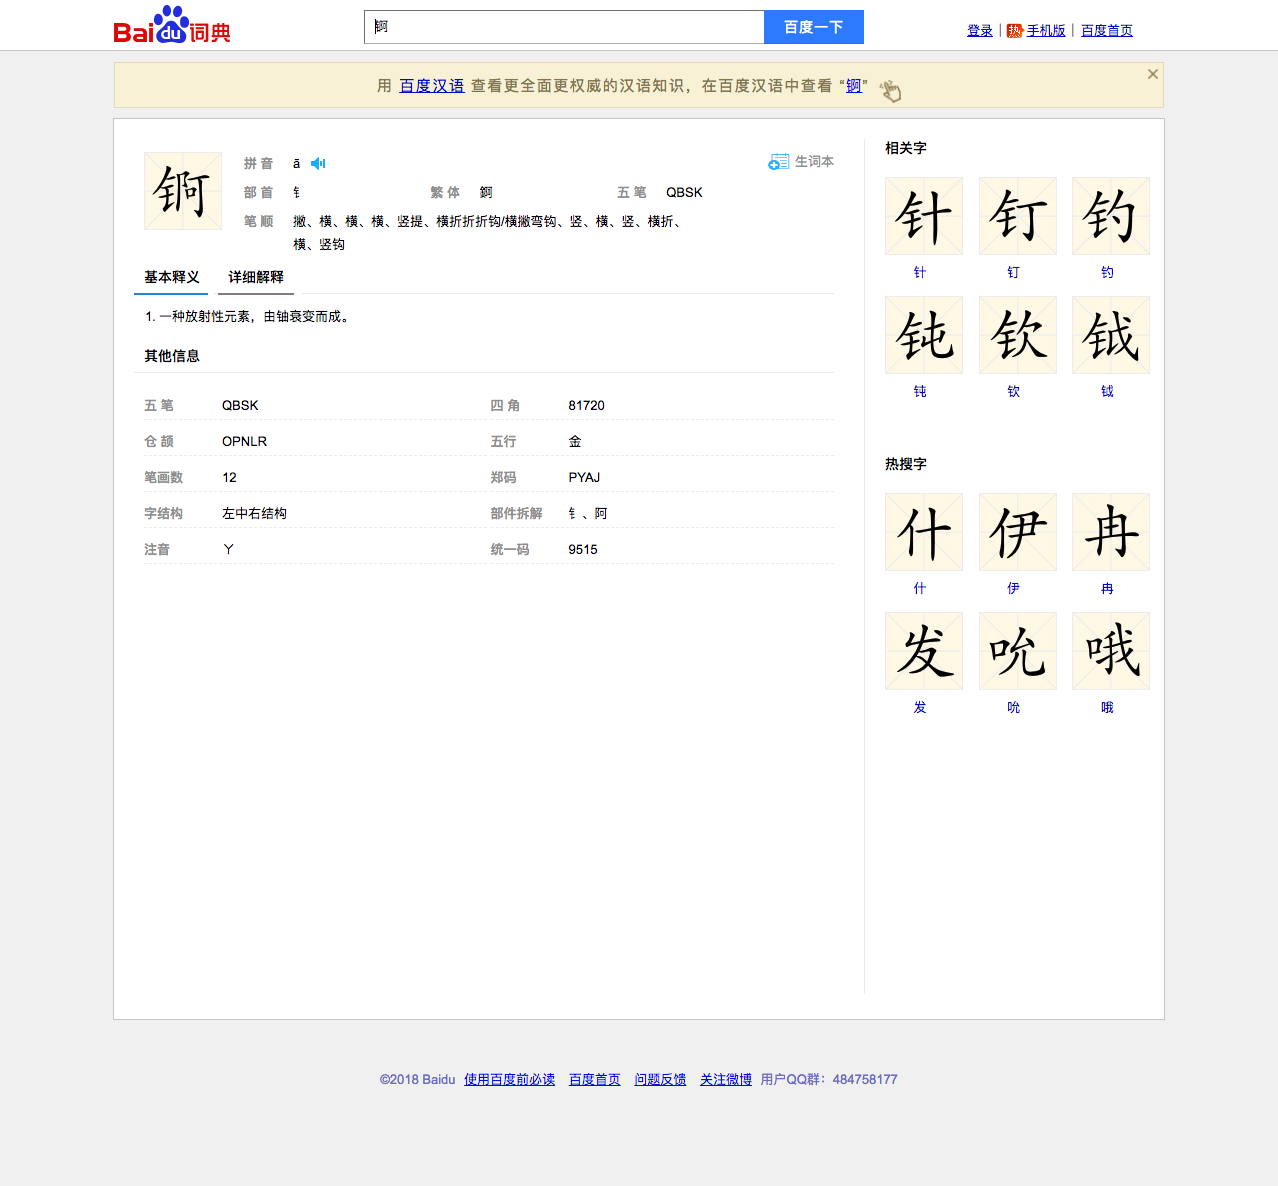 Bai du 词典
锕
百度一下
登录 | 热 手机版 | 百度首页
用 百度汉语 查看更全面更权威的汉语知识，在百度汉语中查看 “锕”
锕
拼 音 ā
生词本
部 首 钅 繁 体 錒 五 笔 QBSK
笔 顺 撇、横、横、横、竖提、横折折折钩/横撇弯钩、竖、横、竖、横折、
横、竖钩
基本释义 详细解释
1. 一种放射性元素，由铀衰变而成。
其他信息
五 笔 QBSK 四 角 81720
仓 颉 OPNLR 五行 金
笔画数 12 郑码 PYAJ
字结构 左中右结构 部件拆解 钅、阿
注音 ㄚ 统一码 9515
相关字
针 钉 钓
针 钉 钓
钝 钦 钺
钝 钦 钺
热搜字
什 伊 冉
什 伊 冉
发 吮 哦
发 吮 哦
©2018 Baidu 使用百度前必读 百度首页 问题反馈 关注微博 用户QQ群：484758177